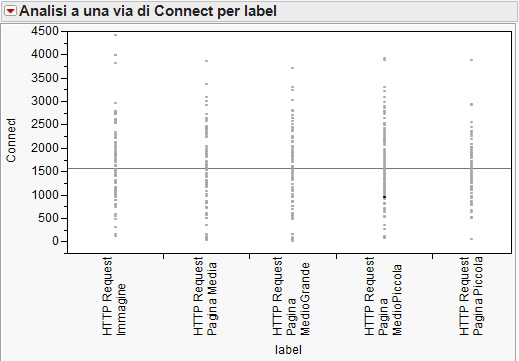 Analisi a una via di Connect per label
4500
4000
3500
3000
2500
2000
1500
1000
500
0
Connect
HTTP Request
Immagine
HTTP Request
Pagina Media
HTTP Request
Pagina
MedioGrande
HTTP Request
Pagina
MedioPiccola
HTTP Request
Pagina Piccola
label